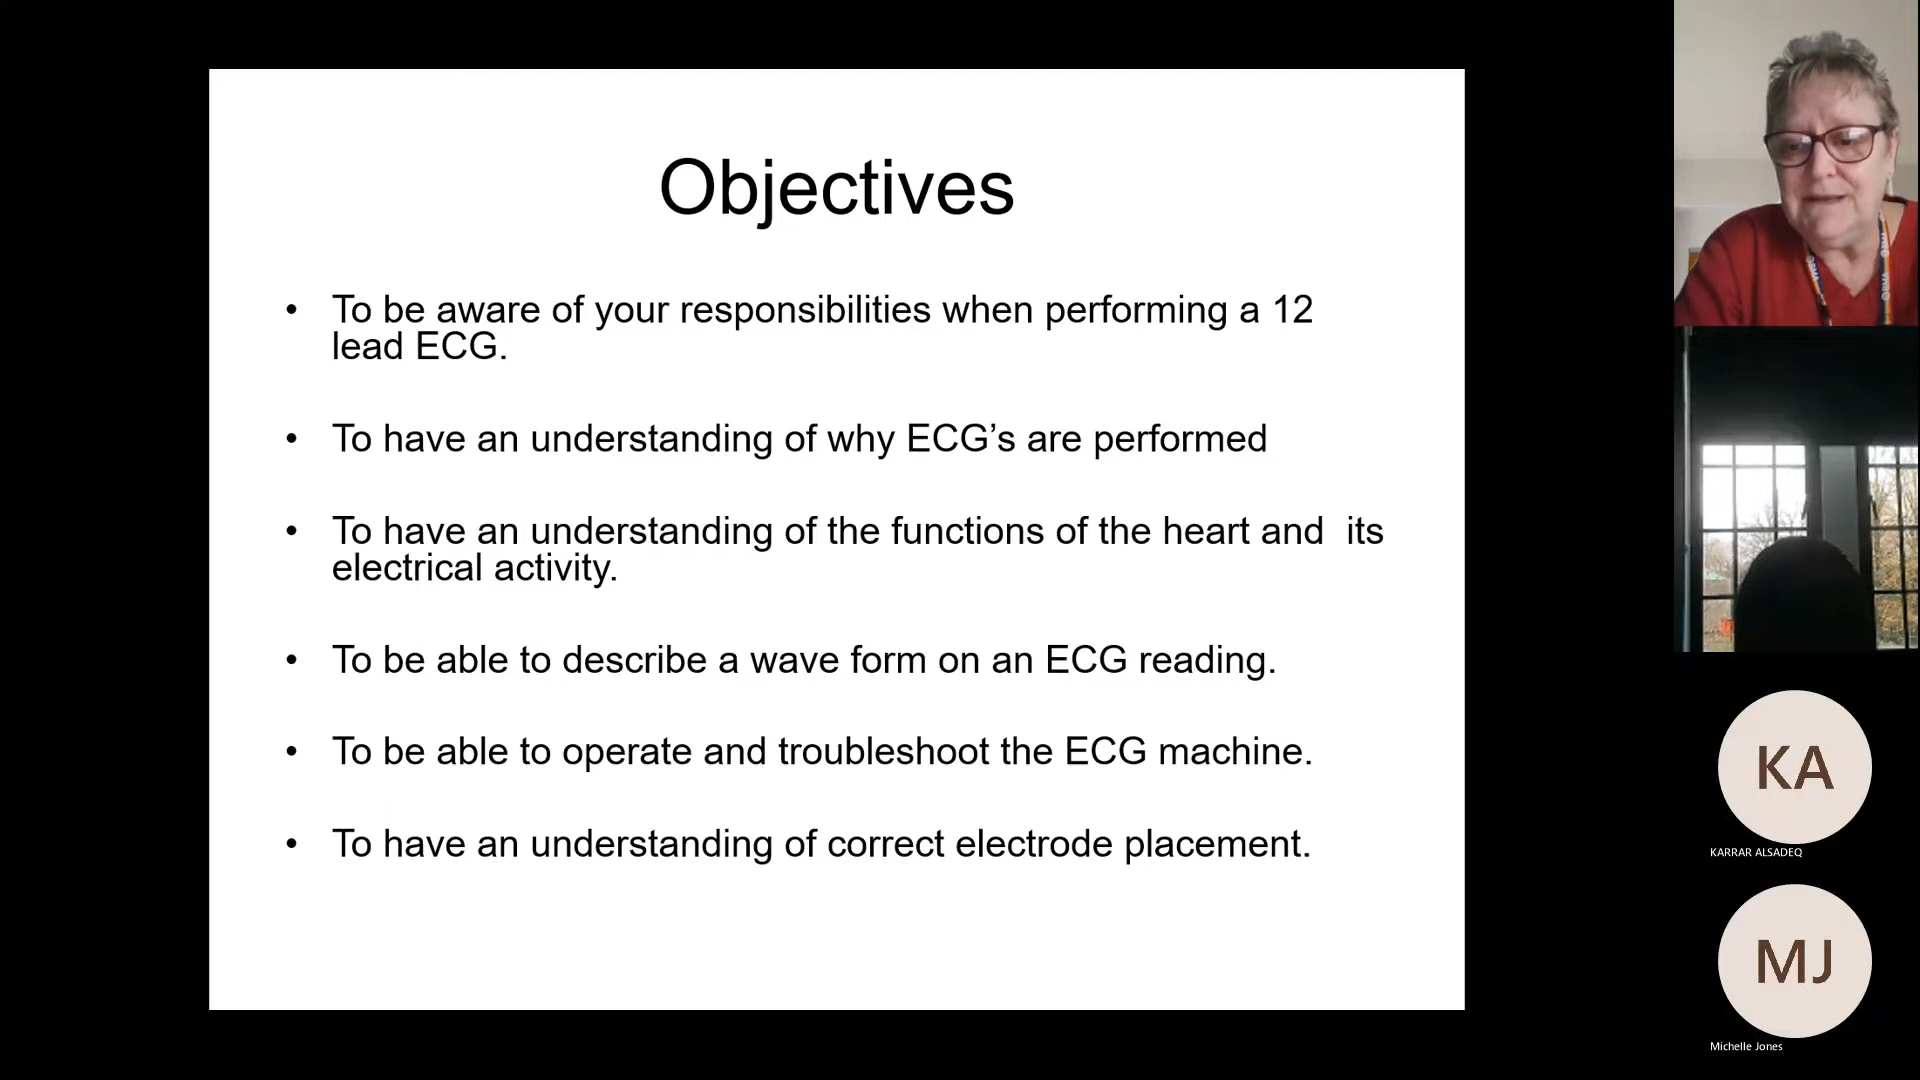 Objectives
• To be aware of your responsibilities when performing a 12
lead ECG.
• To have an understanding of why ECG’s are performed
• To have an understanding of the functions of the heart and  its
electrical activity.
• To be able to describe a wave form on an ECG reading.
• To be able to operate and troubleshoot the ECG machine.
• To have an understanding of correct electrode placement.
KA
KARRAR ALSADEQ
MJ
Michelle Jones